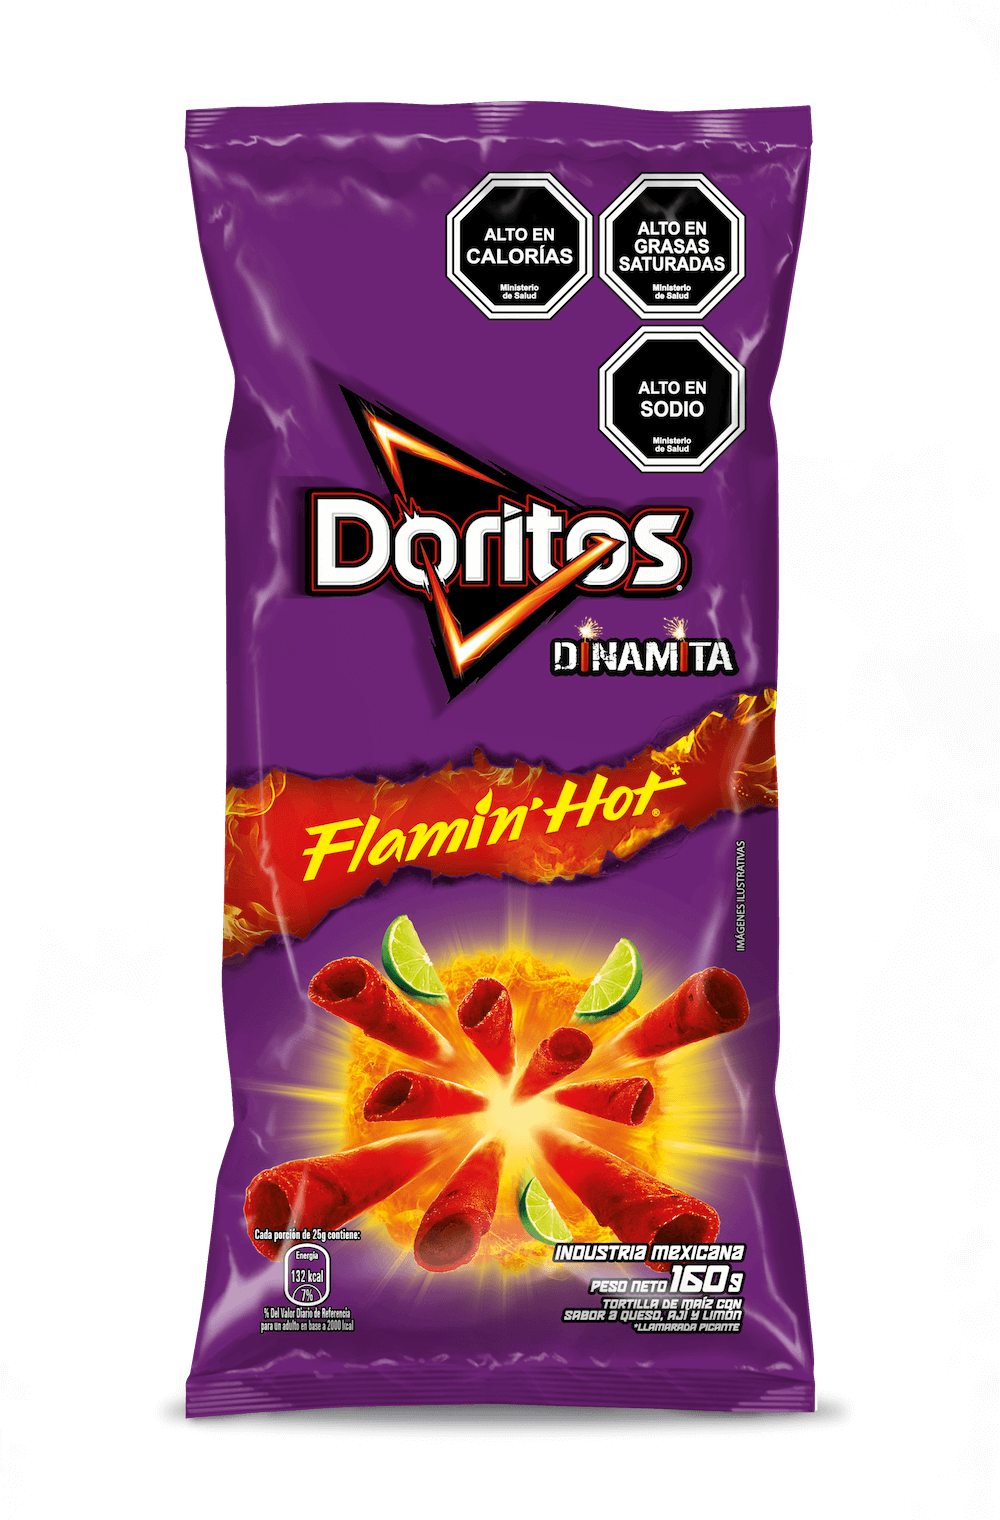 ALTO EN
CALORÍAS
Ministerio
de Salud
ALTO EN
GRASAS
SATURADAS
Ministerio
de Salud
ALTO EN
SODIO
Ministerio
de Salud
Doritos
DINAMITA
Flamin' Hot®*
IMÁGENES ILUSTRATIVAS
Cada porción de 25g contiene:
Energía
132 kcal
7%
% Del Valor Diario de Referencia
para un adulto en base a 2000 kcal
INDUSTRIA MEXICANA
PESO NETO 160g
TORTILLA DE MAÍZ CON
SABOR A QUESO, AJÍ Y LIMÓN
*LLAMARADA PICANTE